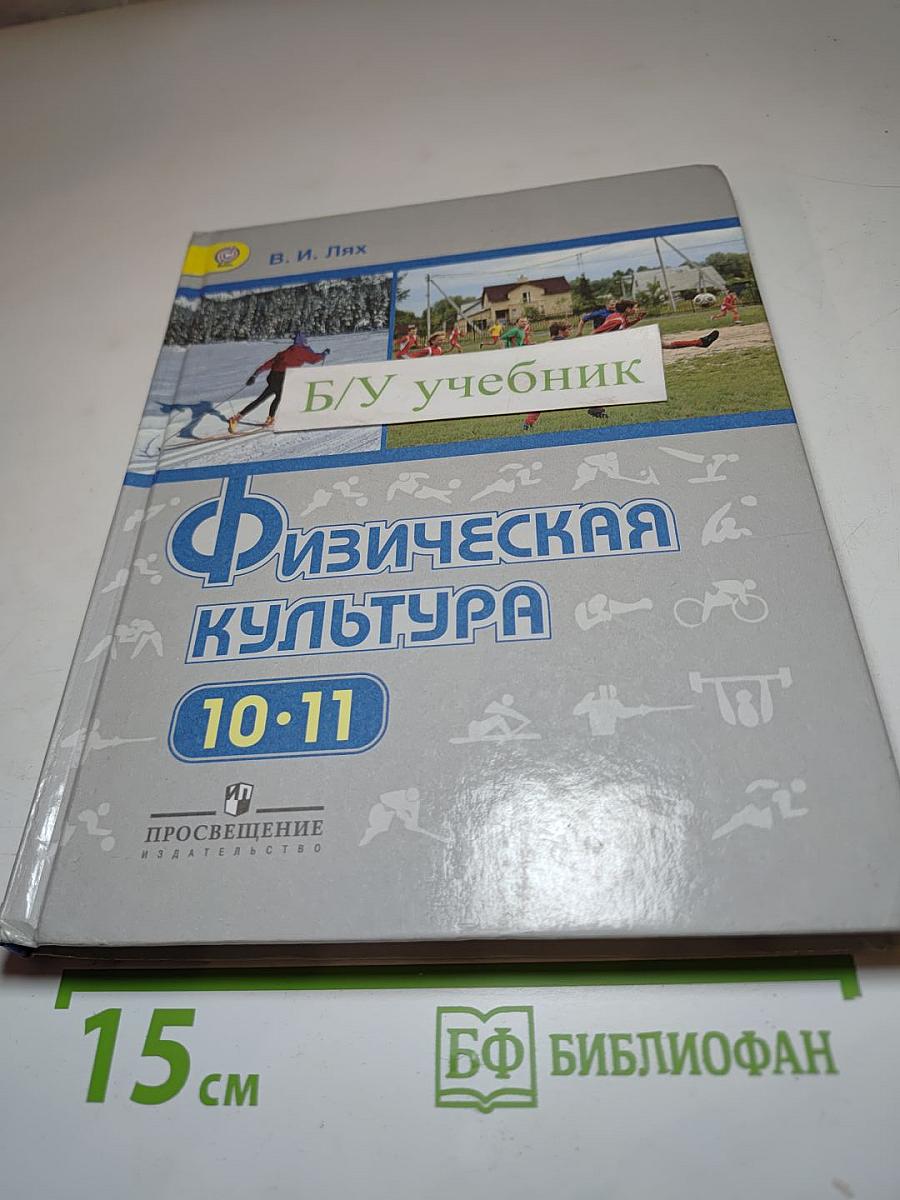 В. И. Лях
Б/У учебник
Физическая
культура
10•11
ПРОСВЕЩЕНИЕ
ИЗДАТЕЛЬСТВО
15 см
БФ БИБЛИОФАН